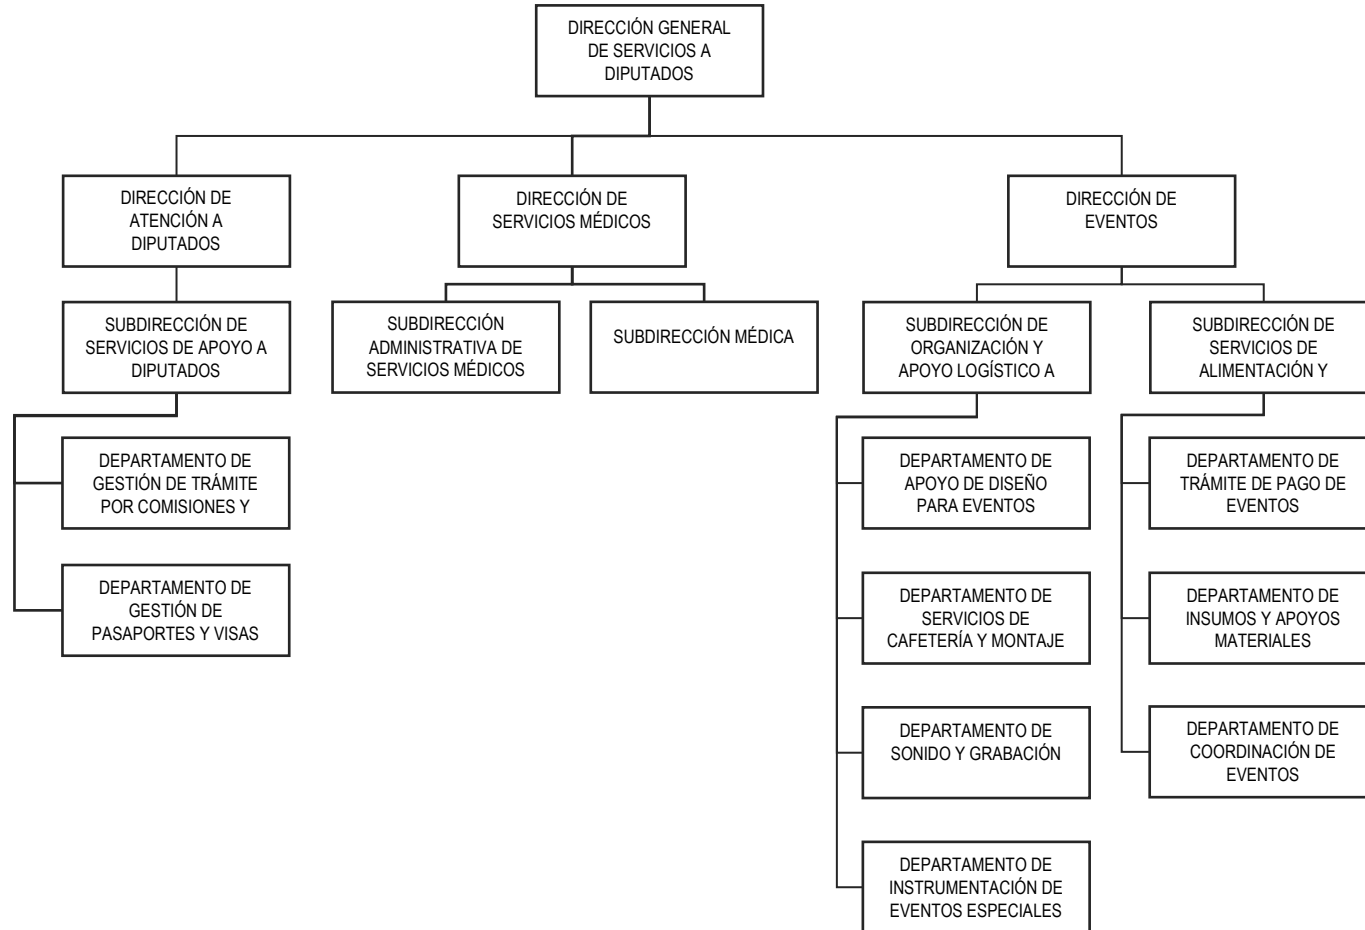 DIRECCIÓN GENERAL
DE SERVICIOS A
DIPUTADOS
DIRECCIÓN DE
ATENCIÓN A
DIPUTADOS
DIRECCIÓN DE
SERVICIOS MÉDICOS
DIRECCIÓN DE
EVENTOS
SUBDIRECCIÓN DE
SERVICIOS DE APOYO A
DIPUTADOS
SUBDIRECCIÓN
ADMINISTRATIVA DE
SERVICIOS MÉDICOS
SUBDIRECCIÓN MÉDICA
SUBDIRECCIÓN DE
ORGANIZACIÓN Y
APOYO LOGÍSTICO A
SUBDIRECCIÓN DE
SERVICIOS DE
ALIMENTACIÓN Y
DEPARTAMENTO DE
GESTIÓN DE TRÁMITE
POR COMISIONES Y
DEPARTAMENTO DE
APOYO DE DISEÑO
PARA EVENTOS
DEPARTAMENTO DE
TRÁMITE DE PAGO DE
EVENTOS
DEPARTAMENTO DE
GESTIÓN DE
PASAPORTES Y VISAS
DEPARTAMENTO DE
SERVICIOS DE
CAFETERÍA Y MONTAJE
DEPARTAMENTO DE
INSUMOS Y APOYOS
MATERIALES
DEPARTAMENTO DE
SONIDO Y GRABACIÓN
DEPARTAMENTO DE
COORDINACIÓN DE
EVENTOS
DEPARTAMENTO DE
INSTRUMENTACIÓN DE
EVENTOS ESPECIALES